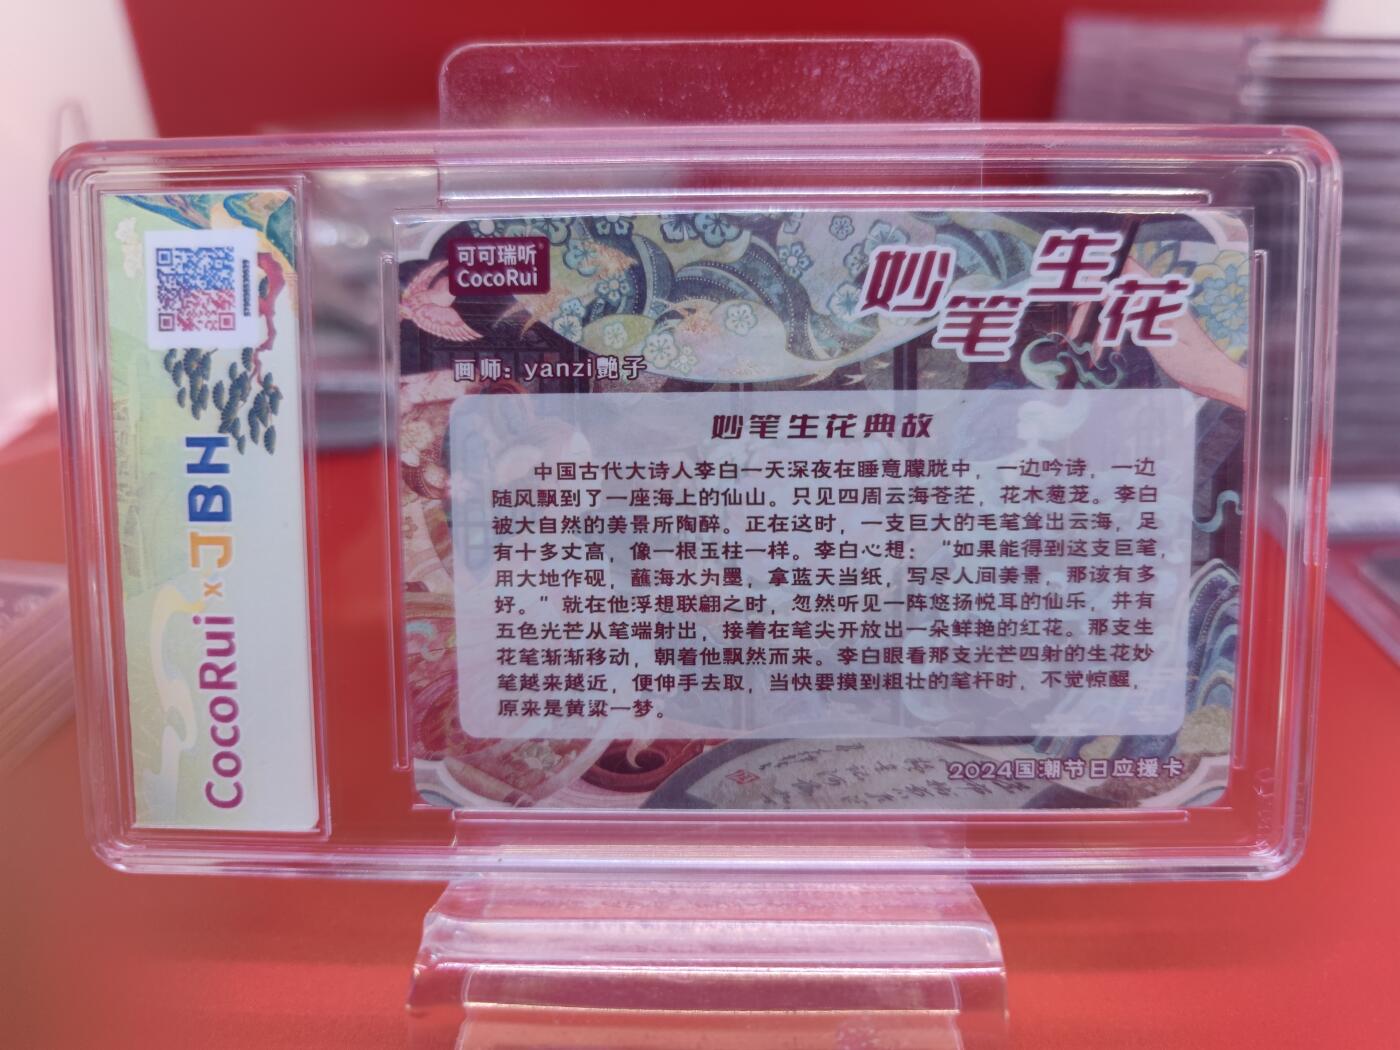 可可瑞听
CocoRui
妙笔生花
画师：yanzi艷子
妙笔生花典故
中国古代大诗人李白一天深夜在睡意朦胧中，一边吟诗，一边
随风飘到了一座海上的仙山。只见四周云海苍茫，花木葱茏。李白
被大自然的美景所陶醉。正在这时，一支巨大的毛笔耸出云海，足
有十多丈高，像一根玉柱一样。李白心想：“如果能得到这支巨笔，
用大地作砚，蘸海水为墨，拿蓝天当纸，写尽人间美景，那该有多
好。”就在他浮想联翩之时，忽然听见一阵悠扬悦耳的仙乐，并有
五色光芒从笔端射出，接着在笔尖开放出一朵鲜艳的红花。那支生
花笔渐渐移动，朝着他飘然而来。李白眼看那支光芒四射的生花妙
笔越来越近，便伸手去取，当快要摸到粗壮的笔杆时，不觉惊醒，
原来是黄粱一梦。
2024国潮节日应援卡
CocoRui x JBH